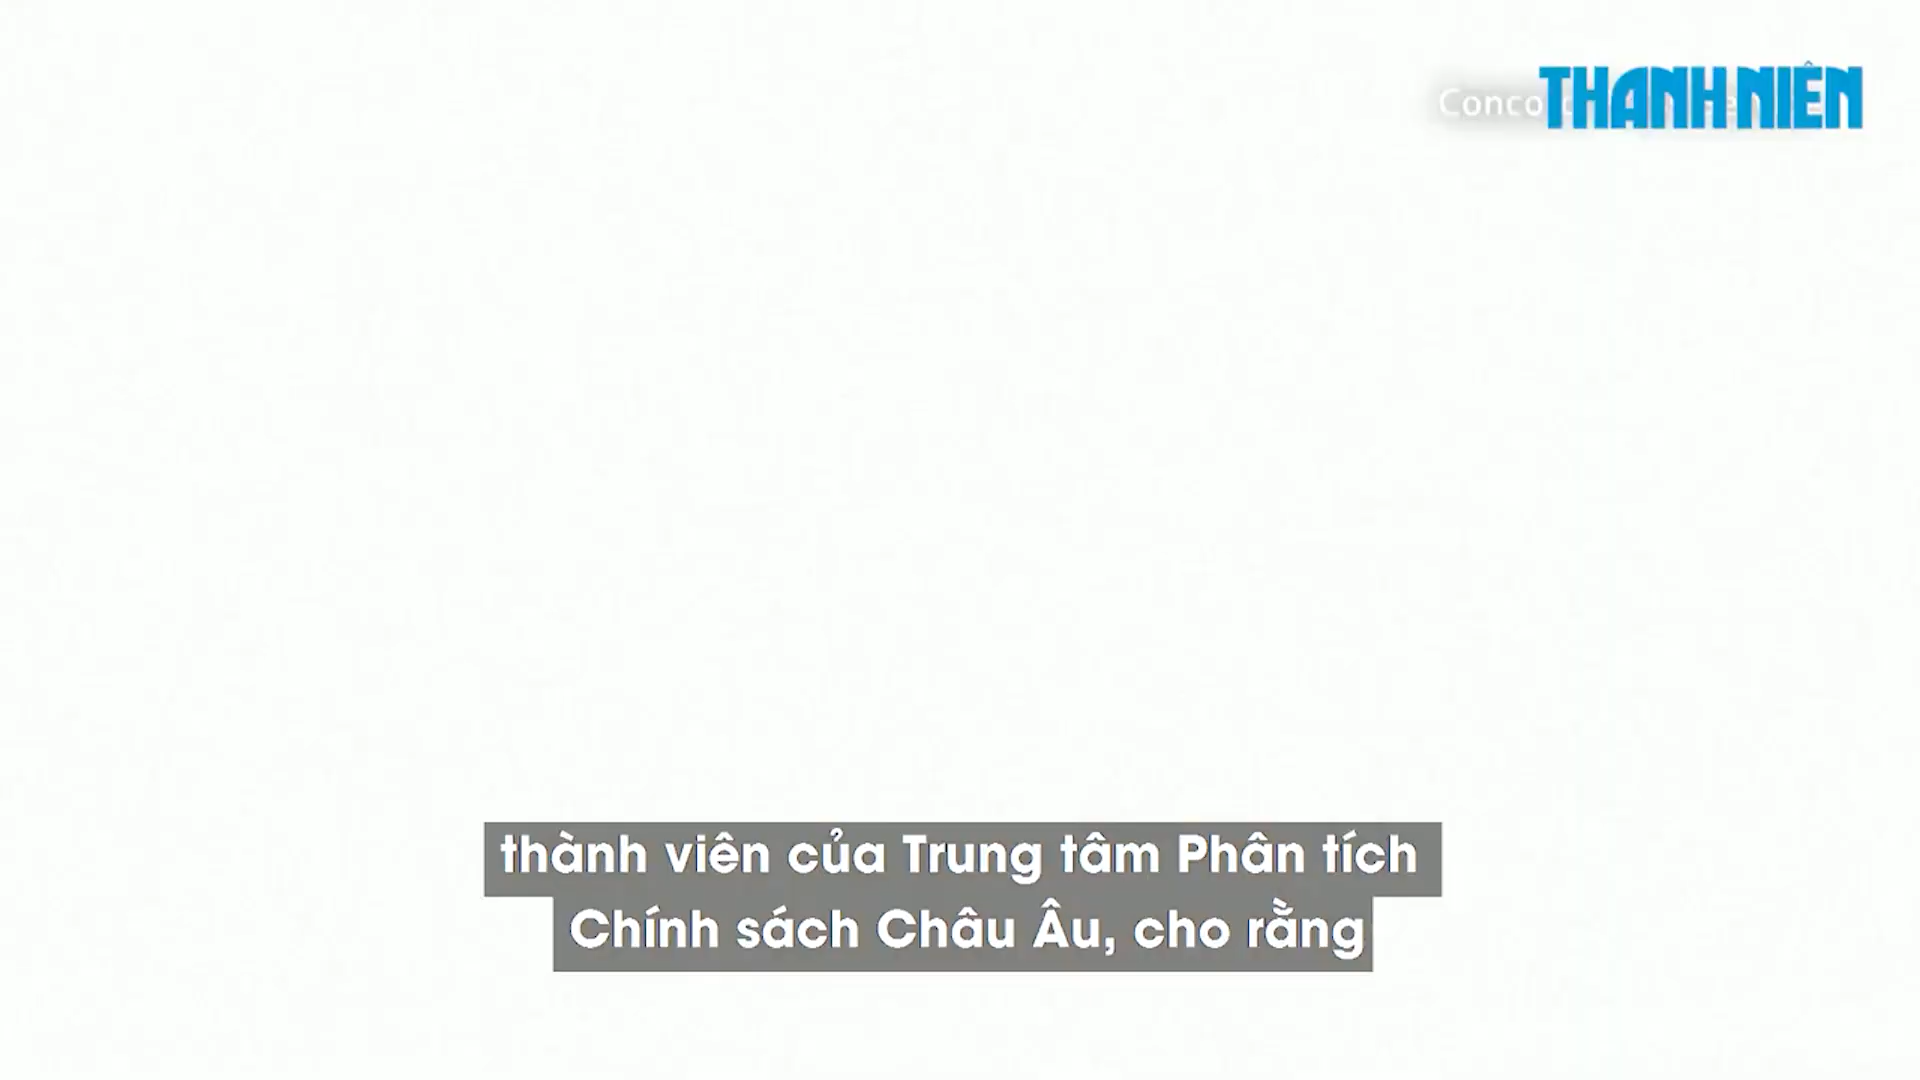 THANH NIÊN
thành viên của Trung tâm Phân tích
Chính sách Châu Âu, cho rằng